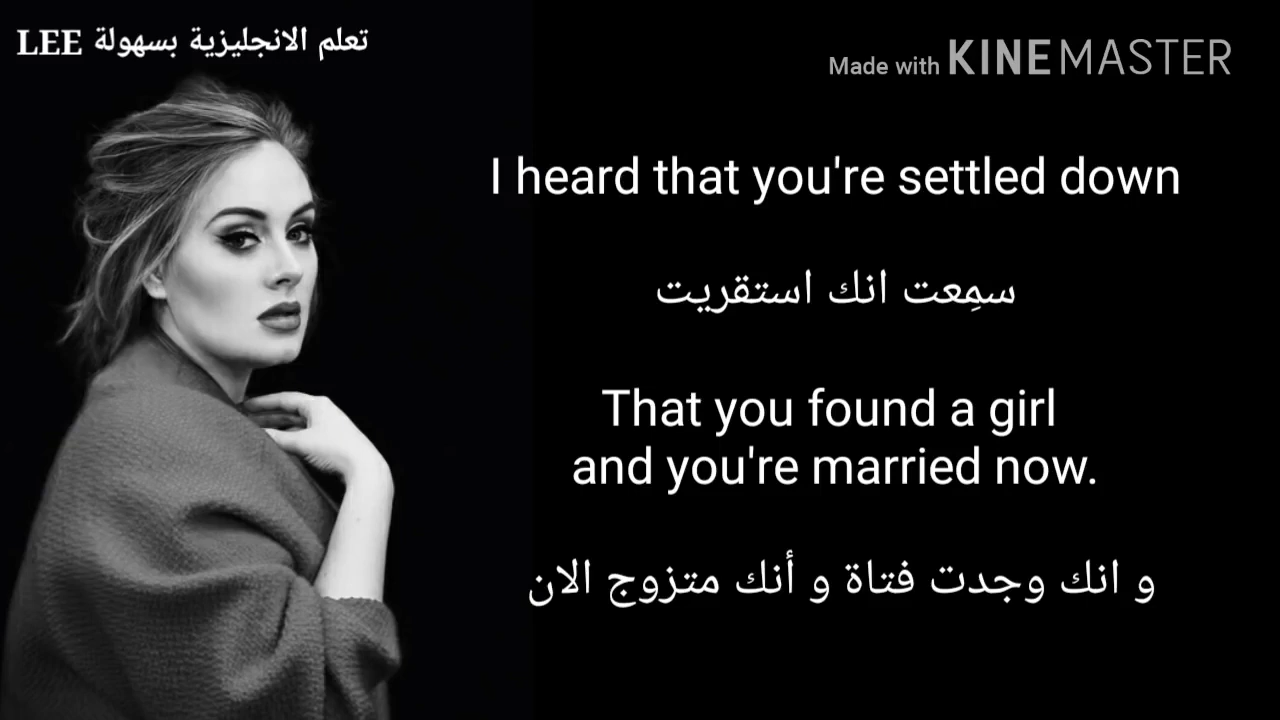 تعلم الانجليزية بسهولة LEE
Made with KINEMASTER
I heard that you're settled down
سمِعت انك استقريت
That you found a girl
and you're married now.
و انك وجدت فتاة و أنك متزوج الان